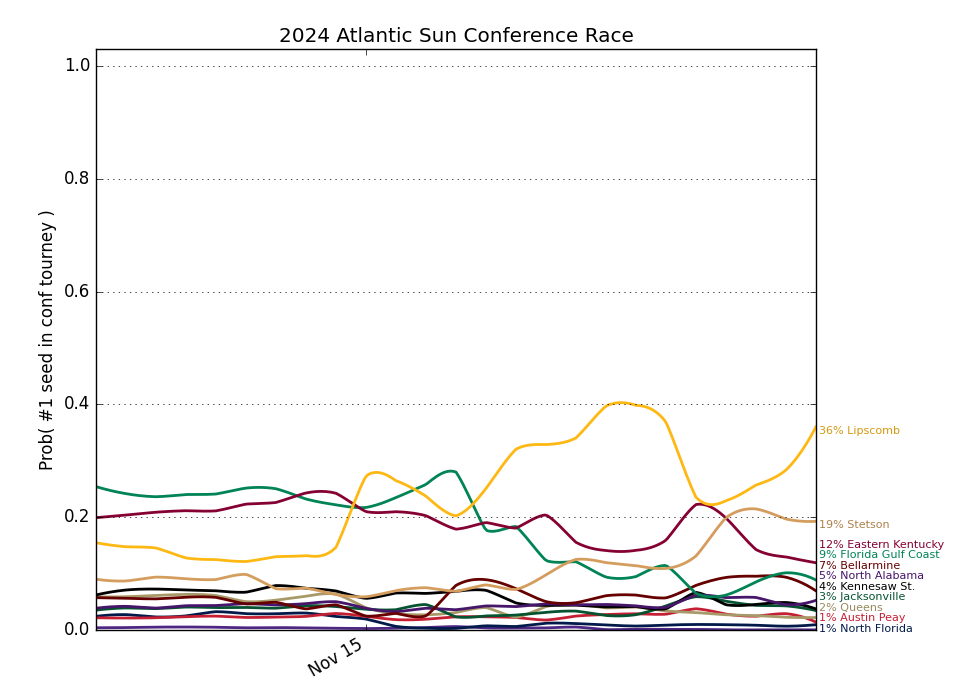 2024 Atlantic Sun Conference Race
Prob( #1 seed in conf tourney )
1.0
0.8
0.6
0.4
0.2
0.0
Nov 15
36% Lipscomb
19% Stetson
12% Eastern Kentucky
9% Florida Gulf Coast
7% Bellarmine
5% North Alabama
4% Kennesaw St.
3% Jacksonville
2% Queens
1% Austin Peay
1% North Florida